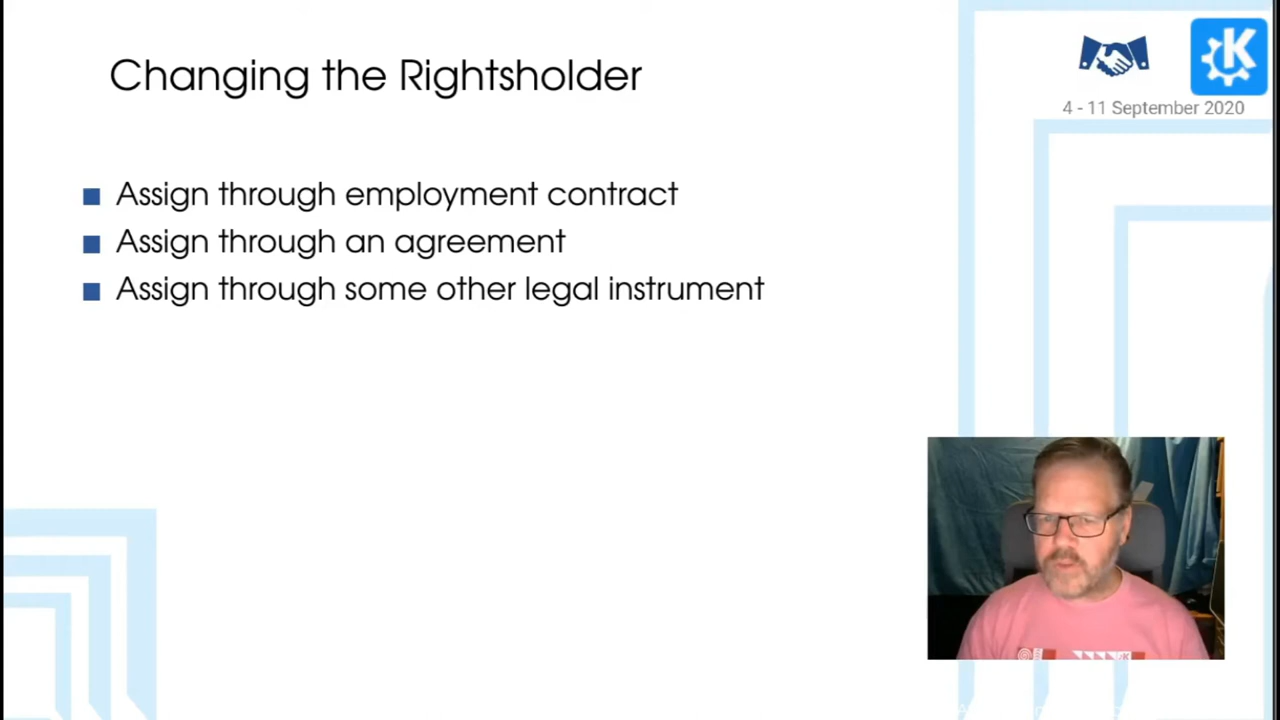 Changing the Rightsholder
4 - 11 September 2020
Assign through employment contract
Assign through an agreement
Assign through some other legal instrument